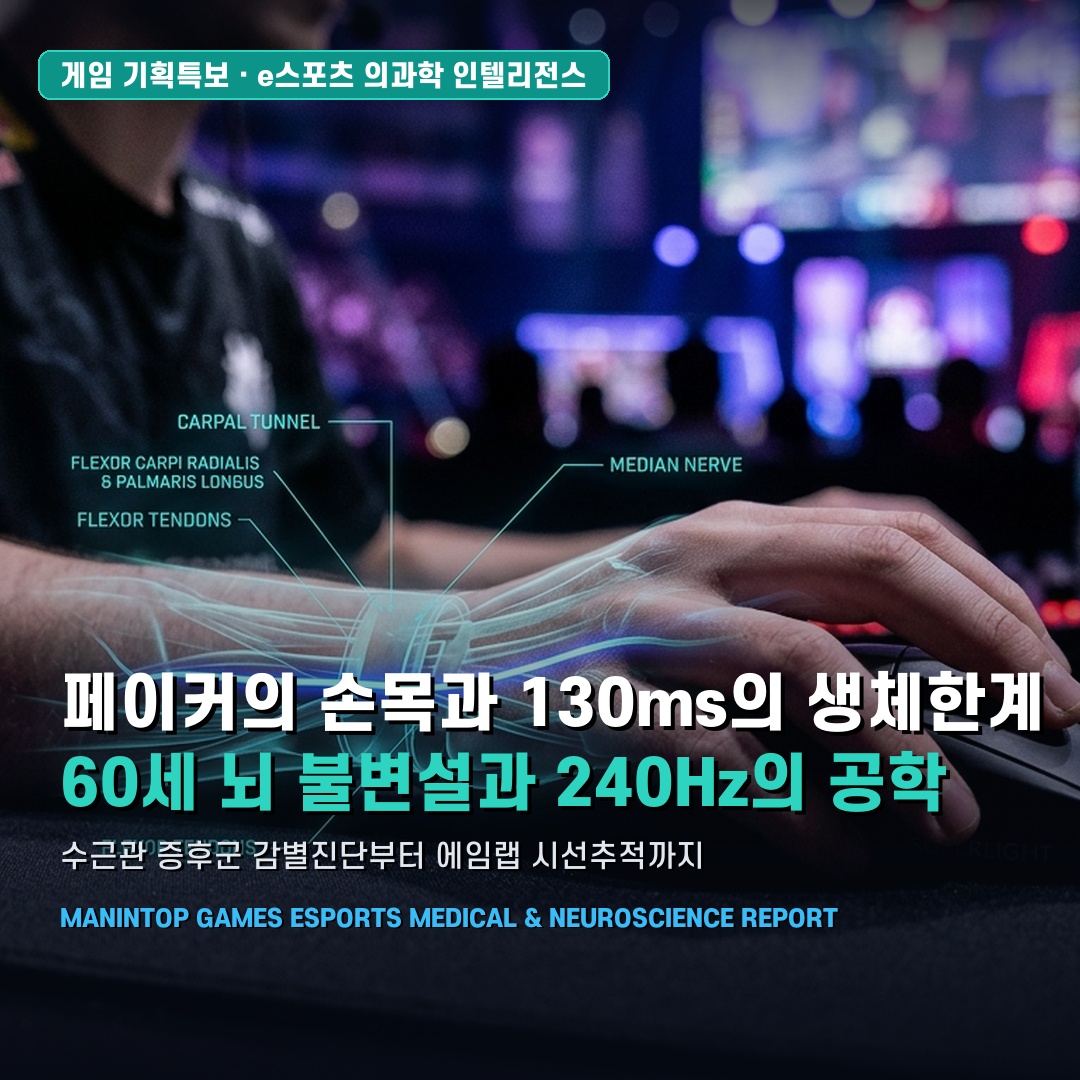 게임 기획특보 · e스포츠 의과학 인텔리전스
CARPAL TUNNEL
FLEXOR CARPI RADIALIS
& PALMARIS LONBUS
MEDIAN NERVE
FLEXOR TENDONS
페이커의 손목과 130ms의 생체한계
60세 뇌 불변설과 240Hz의 공학
수근관 증후군 감별진단부터 에임랩 시선추적까지
MANINTOP GAMES ESPORTS MEDICAL & NEUROSCIENCE REPORT